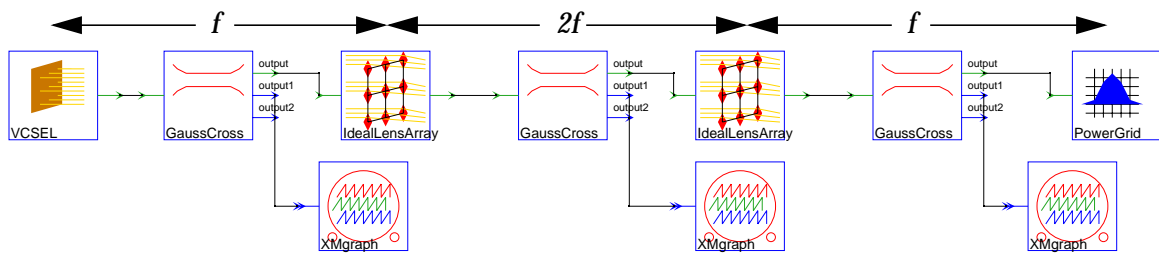 f 2f f
output output output
output1 output1 output1
output2 output2 output2
VCSEL GaussCross IdealLensArray GaussCross IdealLensArray GaussCross PowerGrid
XMgraph XMgraph XMgraph